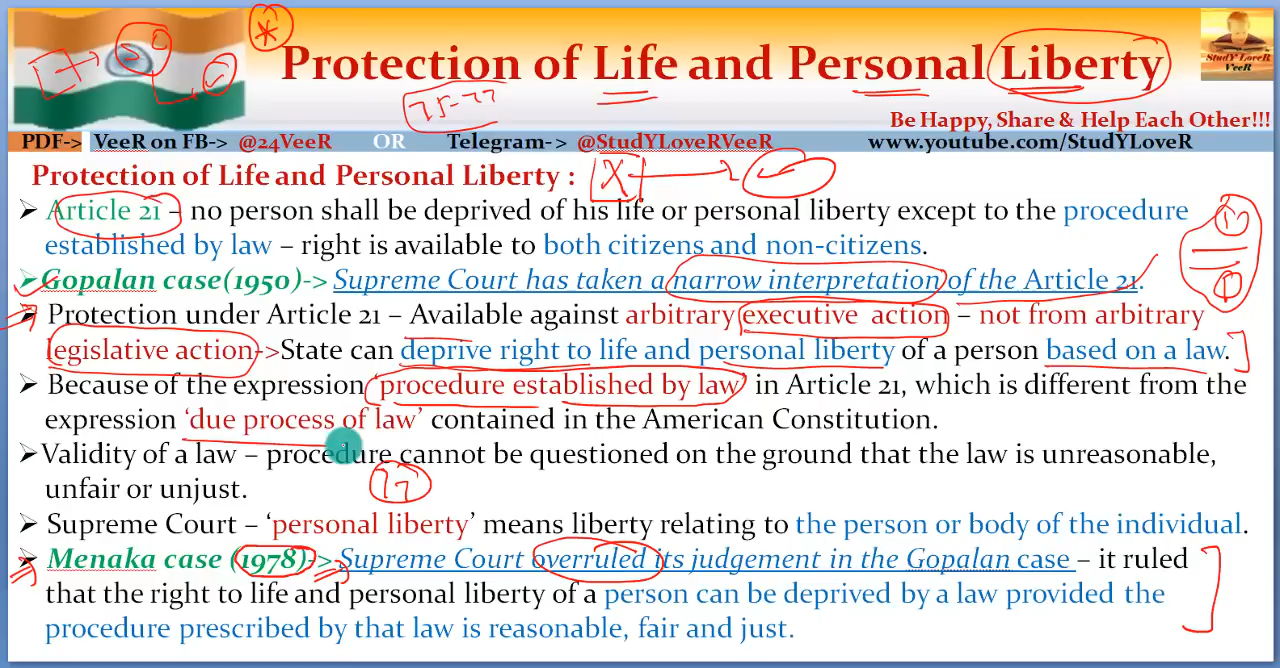 Protection of Life and Personal Liberty
StudY LoveR
VeeR
75-77
Be Happy, Share & Help Each Other!!!
PDF-> VeeR on FB-> @24VeeR OR Telegram-> @StudYLoveRVeeR www.youtube.com/StudYLoveR
Protection of Life and Personal Liberty : X
➤ Article 21 – no person shall be deprived of his life or personal liberty except to the procedure
established by law – right is available to both citizens and non-citizens.
➤ Gopalan case(1950)-> Supreme Court has taken a narrow interpretation of the Article 21.
➤ Protection under Article 21 – Available against arbitrary executive action – not from arbitrary
legislative action->State can deprive right to life and personal liberty of a person based on a law.
➤ Because of the expression ‘procedure established by law’ in Article 21, which is different from the
expression ‘due process of law’ contained in the American Constitution.
➤ Validity of a law – procedure cannot be questioned on the ground that the law is unreasonable,
unfair or unjust.
77
➤ Supreme Court – ‘personal liberty’ means liberty relating to the person or body of the individual.
➤ Menaka case (1978)-> Supreme Court overruled its judgement in the Gopalan case – it ruled
that the right to life and personal liberty of a person can be deprived by a law provided the
procedure prescribed by that law is reasonable, fair and just.